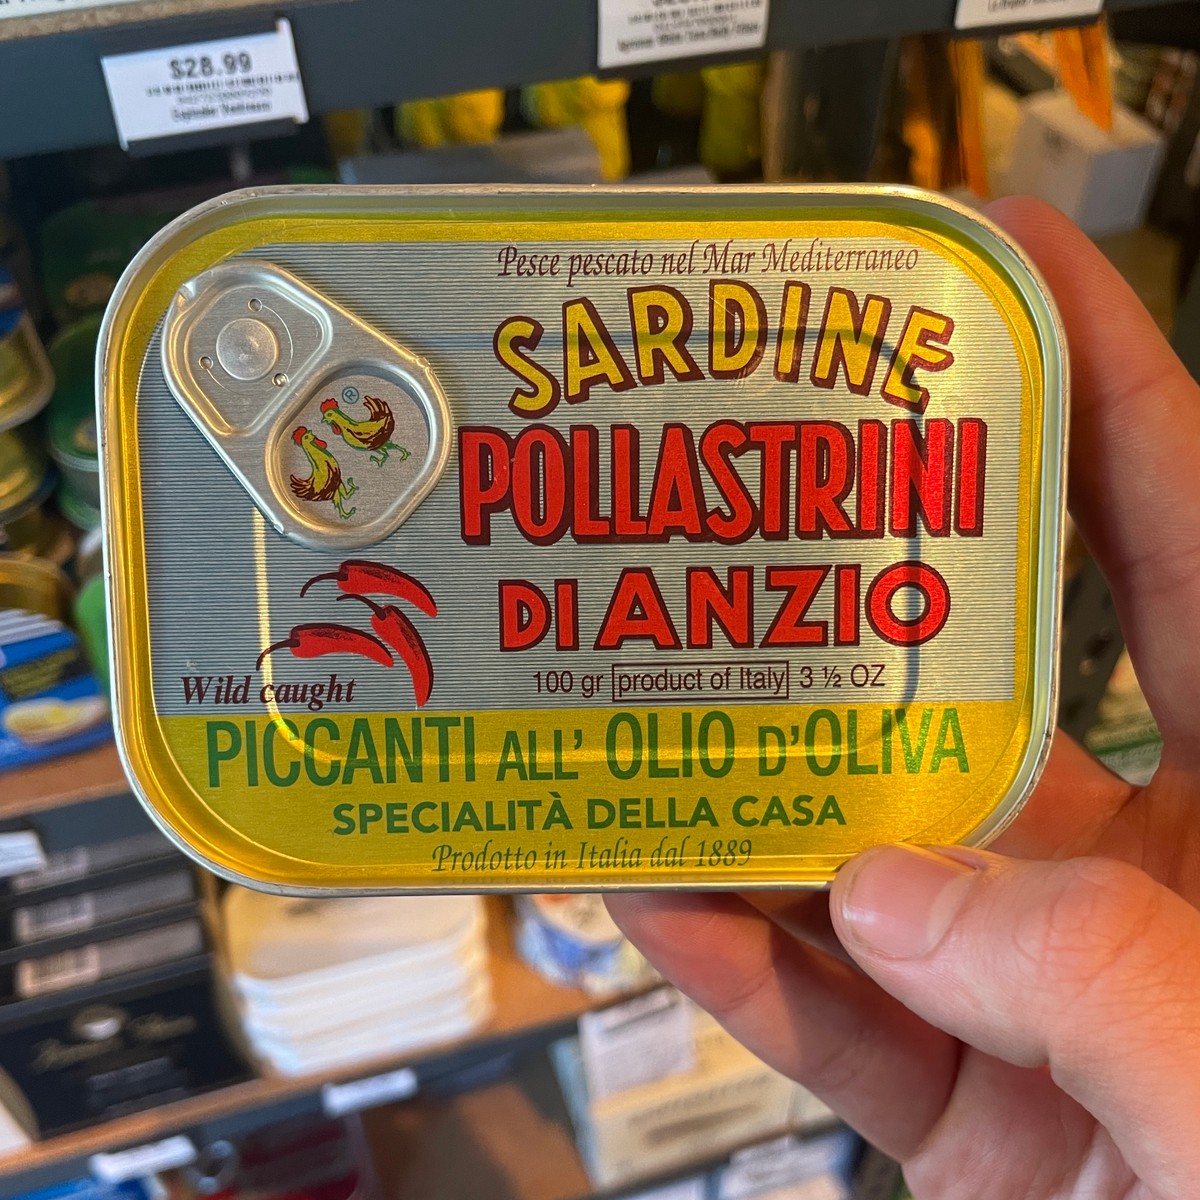 $28.99
Pesce pescato nel Mar Mediterraneo
SARDINE
®
POLLASTRINI
DI ANZIO
100 gr product of Italy 3 ½ OZ
Wild caught
PICCANTI ALL' OLIO D'OLIVA
SPECIALITÀ DELLA CASA
Prodotto in Italia dal 1889